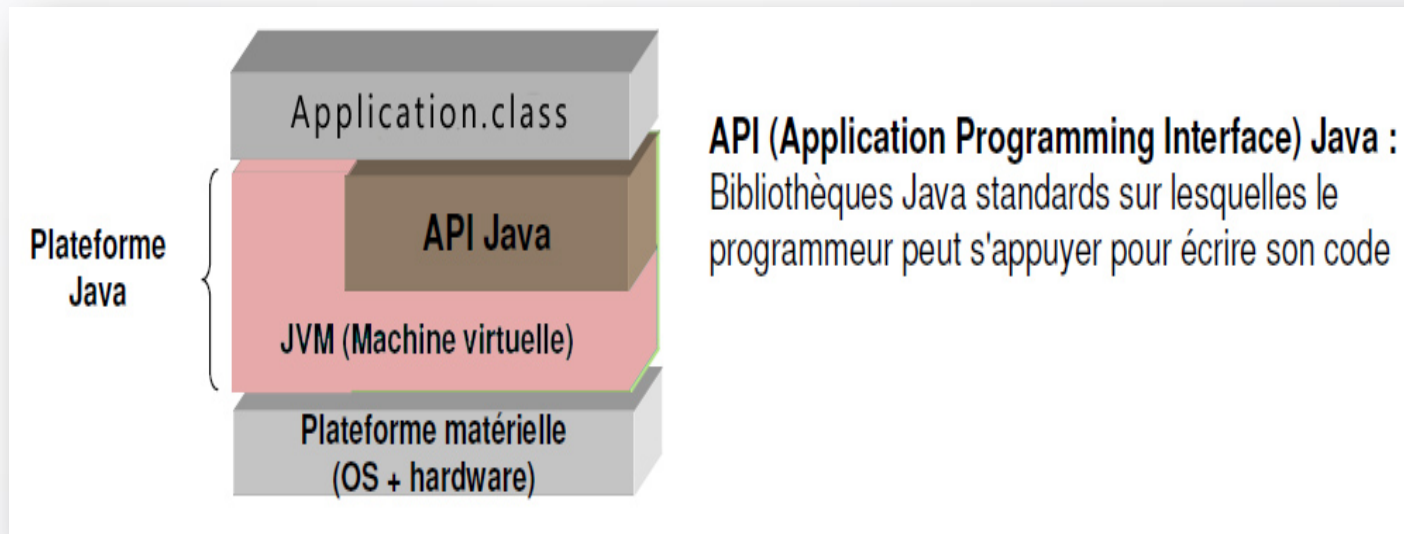 Application.class
API Java
Plateforme
Java
JVM (Machine virtuelle)
Plateforme matérielle
(OS + hardware)
API (Application Programming Interface) Java :
Bibliothèques Java standards sur lesquelles le
programmeur peut s'appuyer pour écrire son code